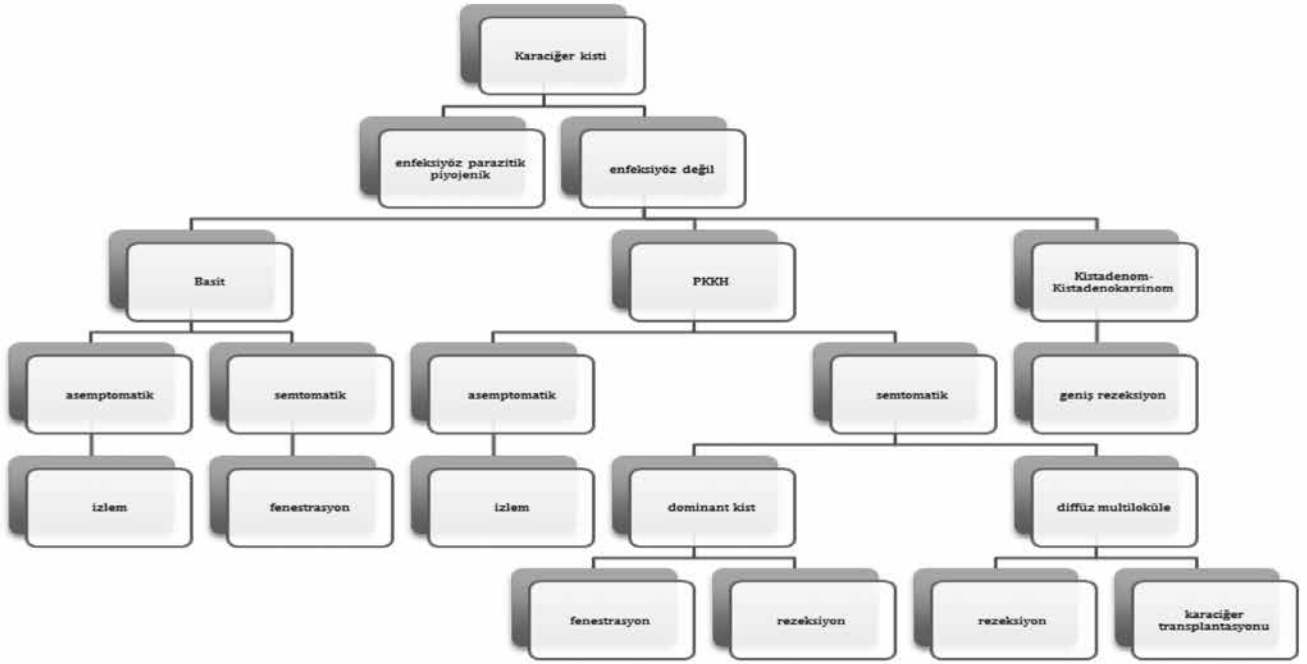 Karaciğer kisti
enfeksiyöz parazitik
piyojenik
enfeksiyöz değil
Basit
PKKH
Kistadenom-
Kistadenokarsinom
asemptomatik
semtomatik
asemptomatik
semtomatik
geniş rezeksiyon
izlem
fenestrasyon
izlem
dominant kist
diffüz multiloküle
fenestrasyon
rezeksiyon
rezeksiyon
karaciğer
transplantasyonu